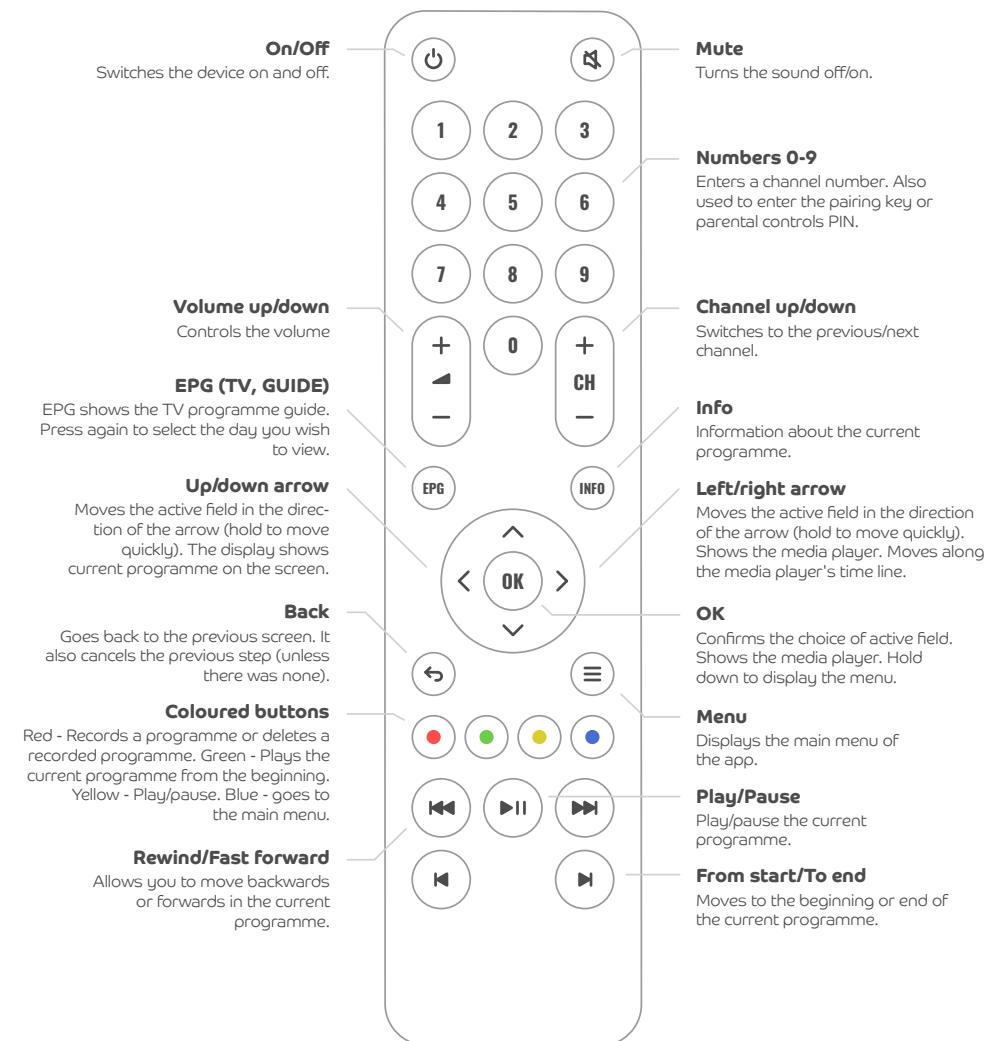 On/Off
Switches the device on and off.
Volume up/down
Controls the volume
EPG (TV, GUIDE)
EPG shows the TV programme guide.
Press again to select the day you wish
to view.
Up/down arrow
Moves the active field in the direc-
tion of the arrow (hold to move
quickly). The display shows
current programme on the screen.
Back
Goes back to the previous screen. It
also cancels the previous step (unless
there was none).
Coloured buttons
Red - Records a programme or deletes a
recorded programme. Green - Plays the
current programme from the beginning.
Yellow - Play/pause. Blue - goes to
the main menu.
Rewind/Fast forward
Allows you to move backwards
or forwards in the current
programme.
1 2 3
4 5 6
7 8 9
0
CH
EPG INFO
OK
Mute
Turns the sound off/on.
Numbers 0-9
Enters a channel number. Also
used to enter the pairing key or
parental controls PIN.
Channel up/down
Switches to the previous/next
channel.
Info
Information about the current
programme.
Left/right arrow
Moves the active field in the direction
of the arrow (hold to move quickly).
Shows the media player. Moves along
the media player's time line.
OK
Confirms the choice of active field.
Shows the media player. Hold
down to display the menu.
Menu
Displays the main menu of
the app.
Play/Pause
Play/pause the current
programme.
From start/To end
Moves to the beginning or end of
the current programme.